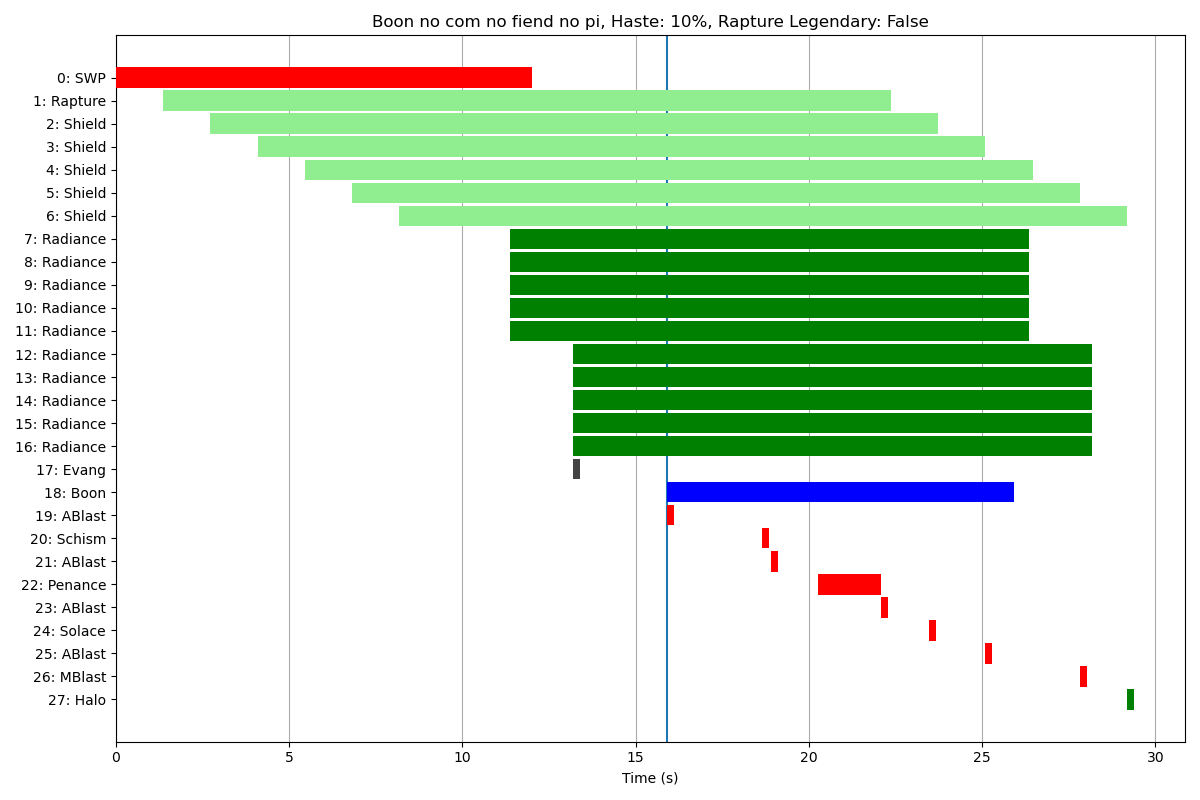 Boon no com no fiend no pi, Haste: 10%, Rapture Legendary: False
0: SWP
1: Rapture
2: Shield
3: Shield
4: Shield
5: Shield
6: Shield
7: Radiance
8: Radiance
9: Radiance
10: Radiance
11: Radiance
12: Radiance
13: Radiance
14: Radiance
15: Radiance
16: Radiance
17: Evang
18: Boon
19: ABlast
20: Schism
21: ABlast
22: Penance
23: ABlast
24: Solace
25: ABlast
26: MBlast
27: Halo
0 5 10 15 20 25 30
Time (s)